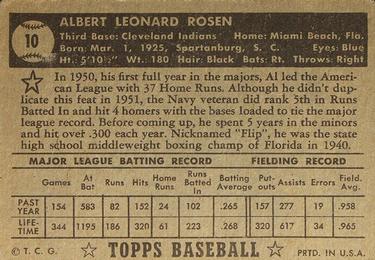 10
ALBERT LEONARD ROSEN
Third Base: Cleveland Indians Home: Miami Beach, Fla.
Born: Mar. 1, 1925, Spartanburg, S. C. Eyes: Blue
Ht.: 5'10½" Wt.: 180 Hair: Black Bats: Rt. Throws: Right
In 1950, his first full year in the majors, Al led the Amer-
ican League with 37 Home Runs. Although he didn't du-
plicate this feat in 1951, the Navy veteran did rank 5th in Runs
Batted In and hit 4 homers with the bases loaded to tie the major
league record. Before coming up, he spent 5 years in the minors
and hit over .300 each year. Nicknamed "Flip", he was the state
high school middleweight boxing champ of Florida in 1940.
MAJOR LEAGUE BATTING RECORD FIELDING RECORD
Games At Bat Runs Hits Home Runs Runs Batted In Batting Average Put-outs Assists Errors Field. Avg.
PAST YEAR 154 583 82 152 24 102 .265 157 277 19 .958
LIFE-TIME 344 1195 186 320 61 223 .268 320 617 34 .965
© T. C. G. TOPPS BASEBALL PRTD. IN U.S.A.